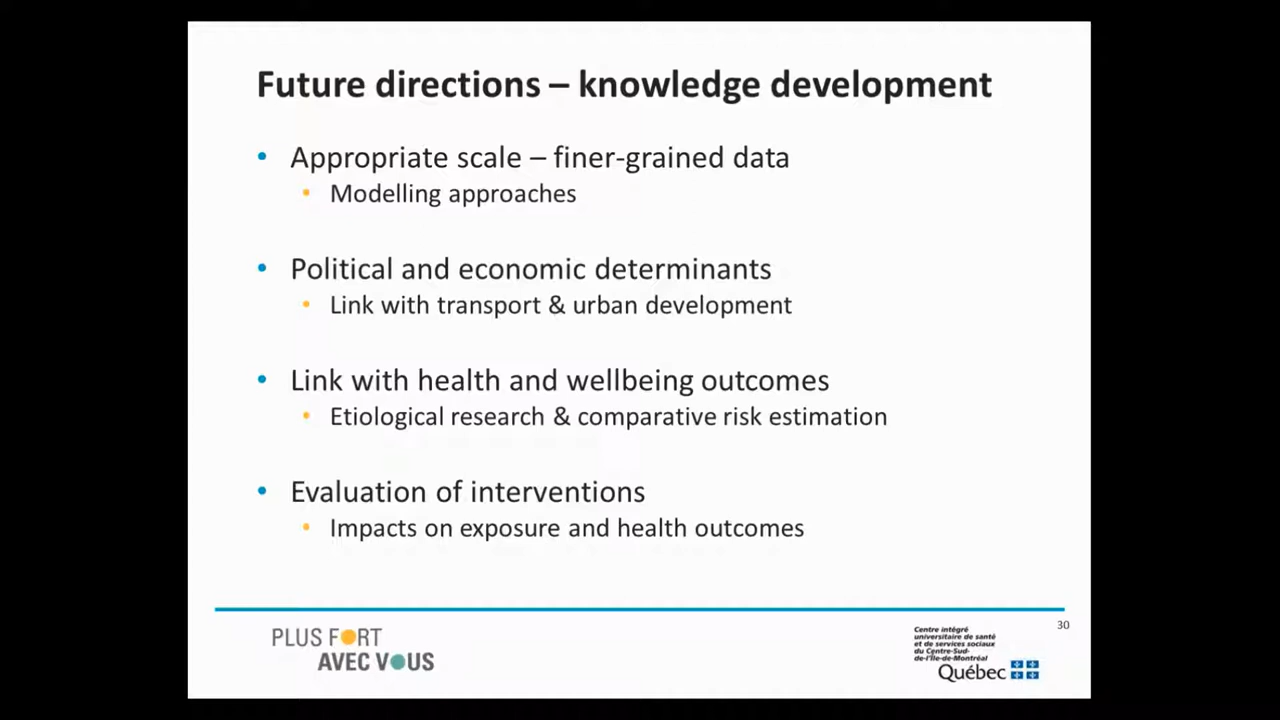 Future directions – knowledge development
• Appropriate scale – finer-grained data
• Modelling approaches
• Political and economic determinants
• Link with transport & urban development
• Link with health and wellbeing outcomes
• Etiological research & comparative risk estimation
• Evaluation of interventions
• Impacts on exposure and health outcomes
30
PLUS FORT
AVEC VOUS
Centre intégré
universitaire de santé
et de services sociaux
du Centre-Sud-
de-l'Île-de-Montréal
Québec